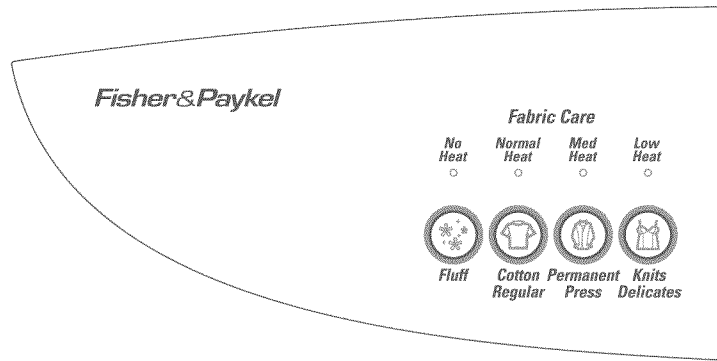 Fisher&Paykel
Fabric Care
No Heat
Normal Heat
Med Heat
Low Heat
Fluff
Cotton Regular
Permanent Press
Knits Delicates